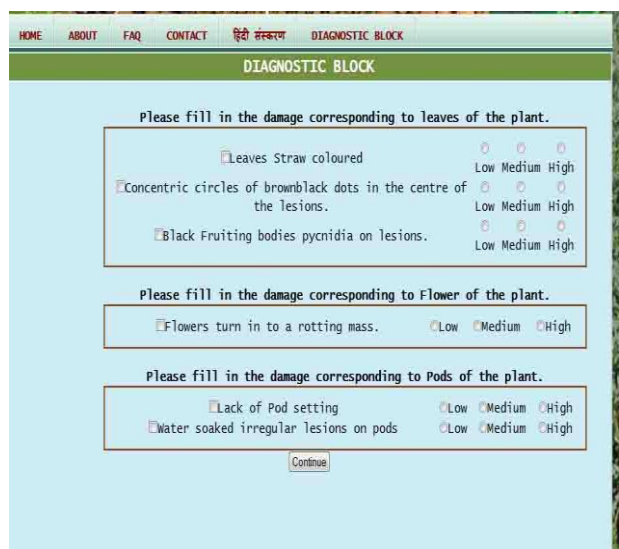 HOME ABOUT FAQ CONTACT हिंदी संस्करण DIAGNOSTIC BLOCK
DIAGNOSTIC BLOCK
Please fill in the damage corresponding to leaves of the plant.
Leaves Straw coloured
Low Medium High
Concentric circles of brownblack dots in the centre of
the lesions.
Low Medium High
Black Fruiting bodies pycnidia on lesions.
Low Medium High
Please fill in the damage corresponding to Flower of the plant.
Flowers turn in to a rotting mass. Low Medium High
Please fill in the damage corresponding to Pods of the plant.
Lack of Pod setting Low Medium High
Water soaked irregular lesions on pods Low Medium High
Continue